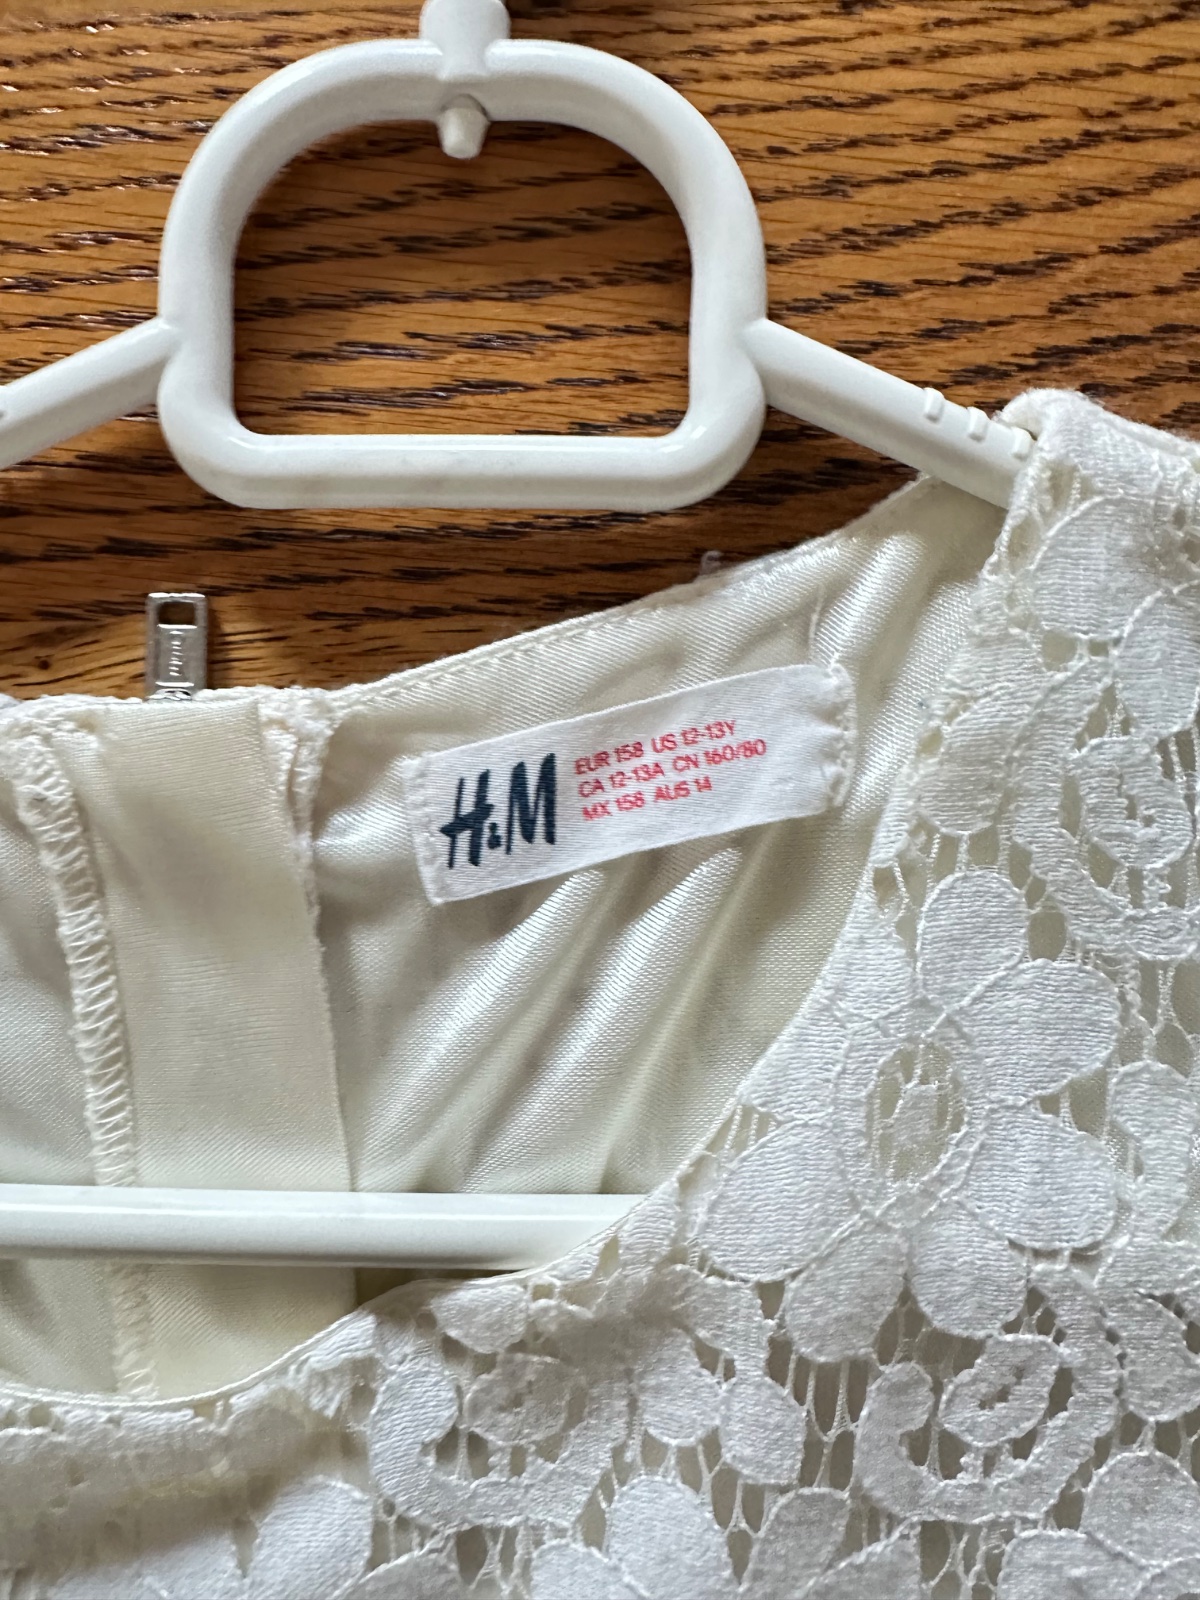 H&M
EUR 158 US 12-13Y
CA 12-13A CN 160/80
MX 158 AUS 14